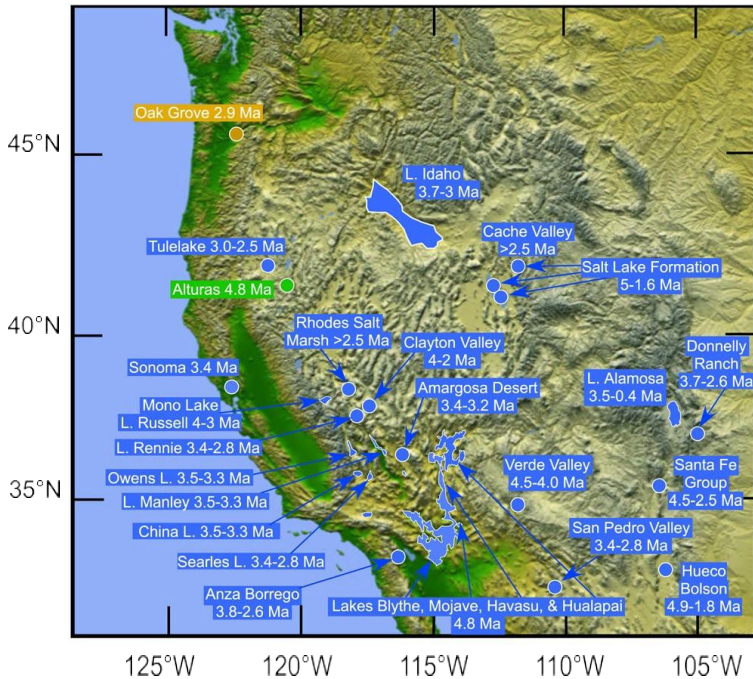 Oak Grove 2.9 Ma
45°N
L. Idaho
3.7-3 Ma
Cache Valley
>2.5 Ma
Tulelake 3.0-2.5 Ma
Salt Lake Formation
5-1.6 Ma
Alturas 4.8 Ma
40°N
Rhodes Salt
Marsh >2.5 Ma
Clayton Valley
4-2 Ma
Donnelly
Ranch
3.7-2.6 Ma
Sonoma 3.4 Ma
Amargosa Desert
3.4-3.2 Ma
L. Alamosa
3.5-0.4 Ma
Mono Lake
L. Russell 4-3 Ma
L. Rennie 3.4-2.8 Ma
Owens L. 3.5-3.3 Ma
Verde Valley
4.5-4.0 Ma
Santa Fe
Group
4.5-2.5 Ma
L. Manley 3.5-3.3 Ma
35°N
China L. 3.5-3.3 Ma
San Pedro Valley
3.4-2.8 Ma
Searles L. 3.4-2.8 Ma
Anza Borrego
3.8-2.6 Ma
Lakes Blythe, Mojave, Havasu, & Hualapai
4.8 Ma
Hueco
Bolson
4.9-1.8 Ma
125°W
120°W
115°W
110°W
105°W